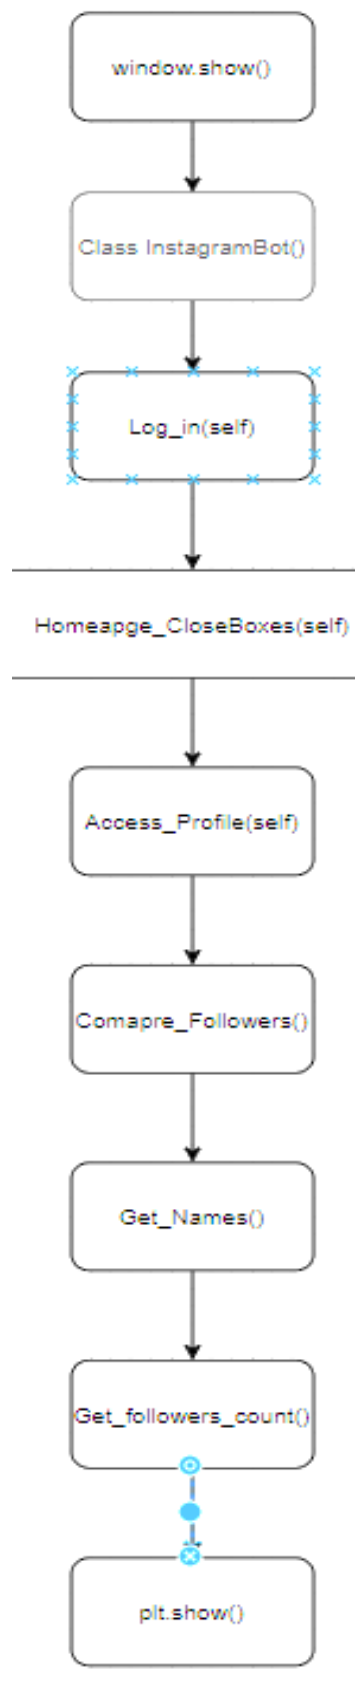 window.show()
Class InstagramBot()
Log_in(self)
Homeapge_CloseBoxes(self)
Access_Profile(self)
Comapre_Followers()
Get_Names()
Get_followers_count()
plt.show()